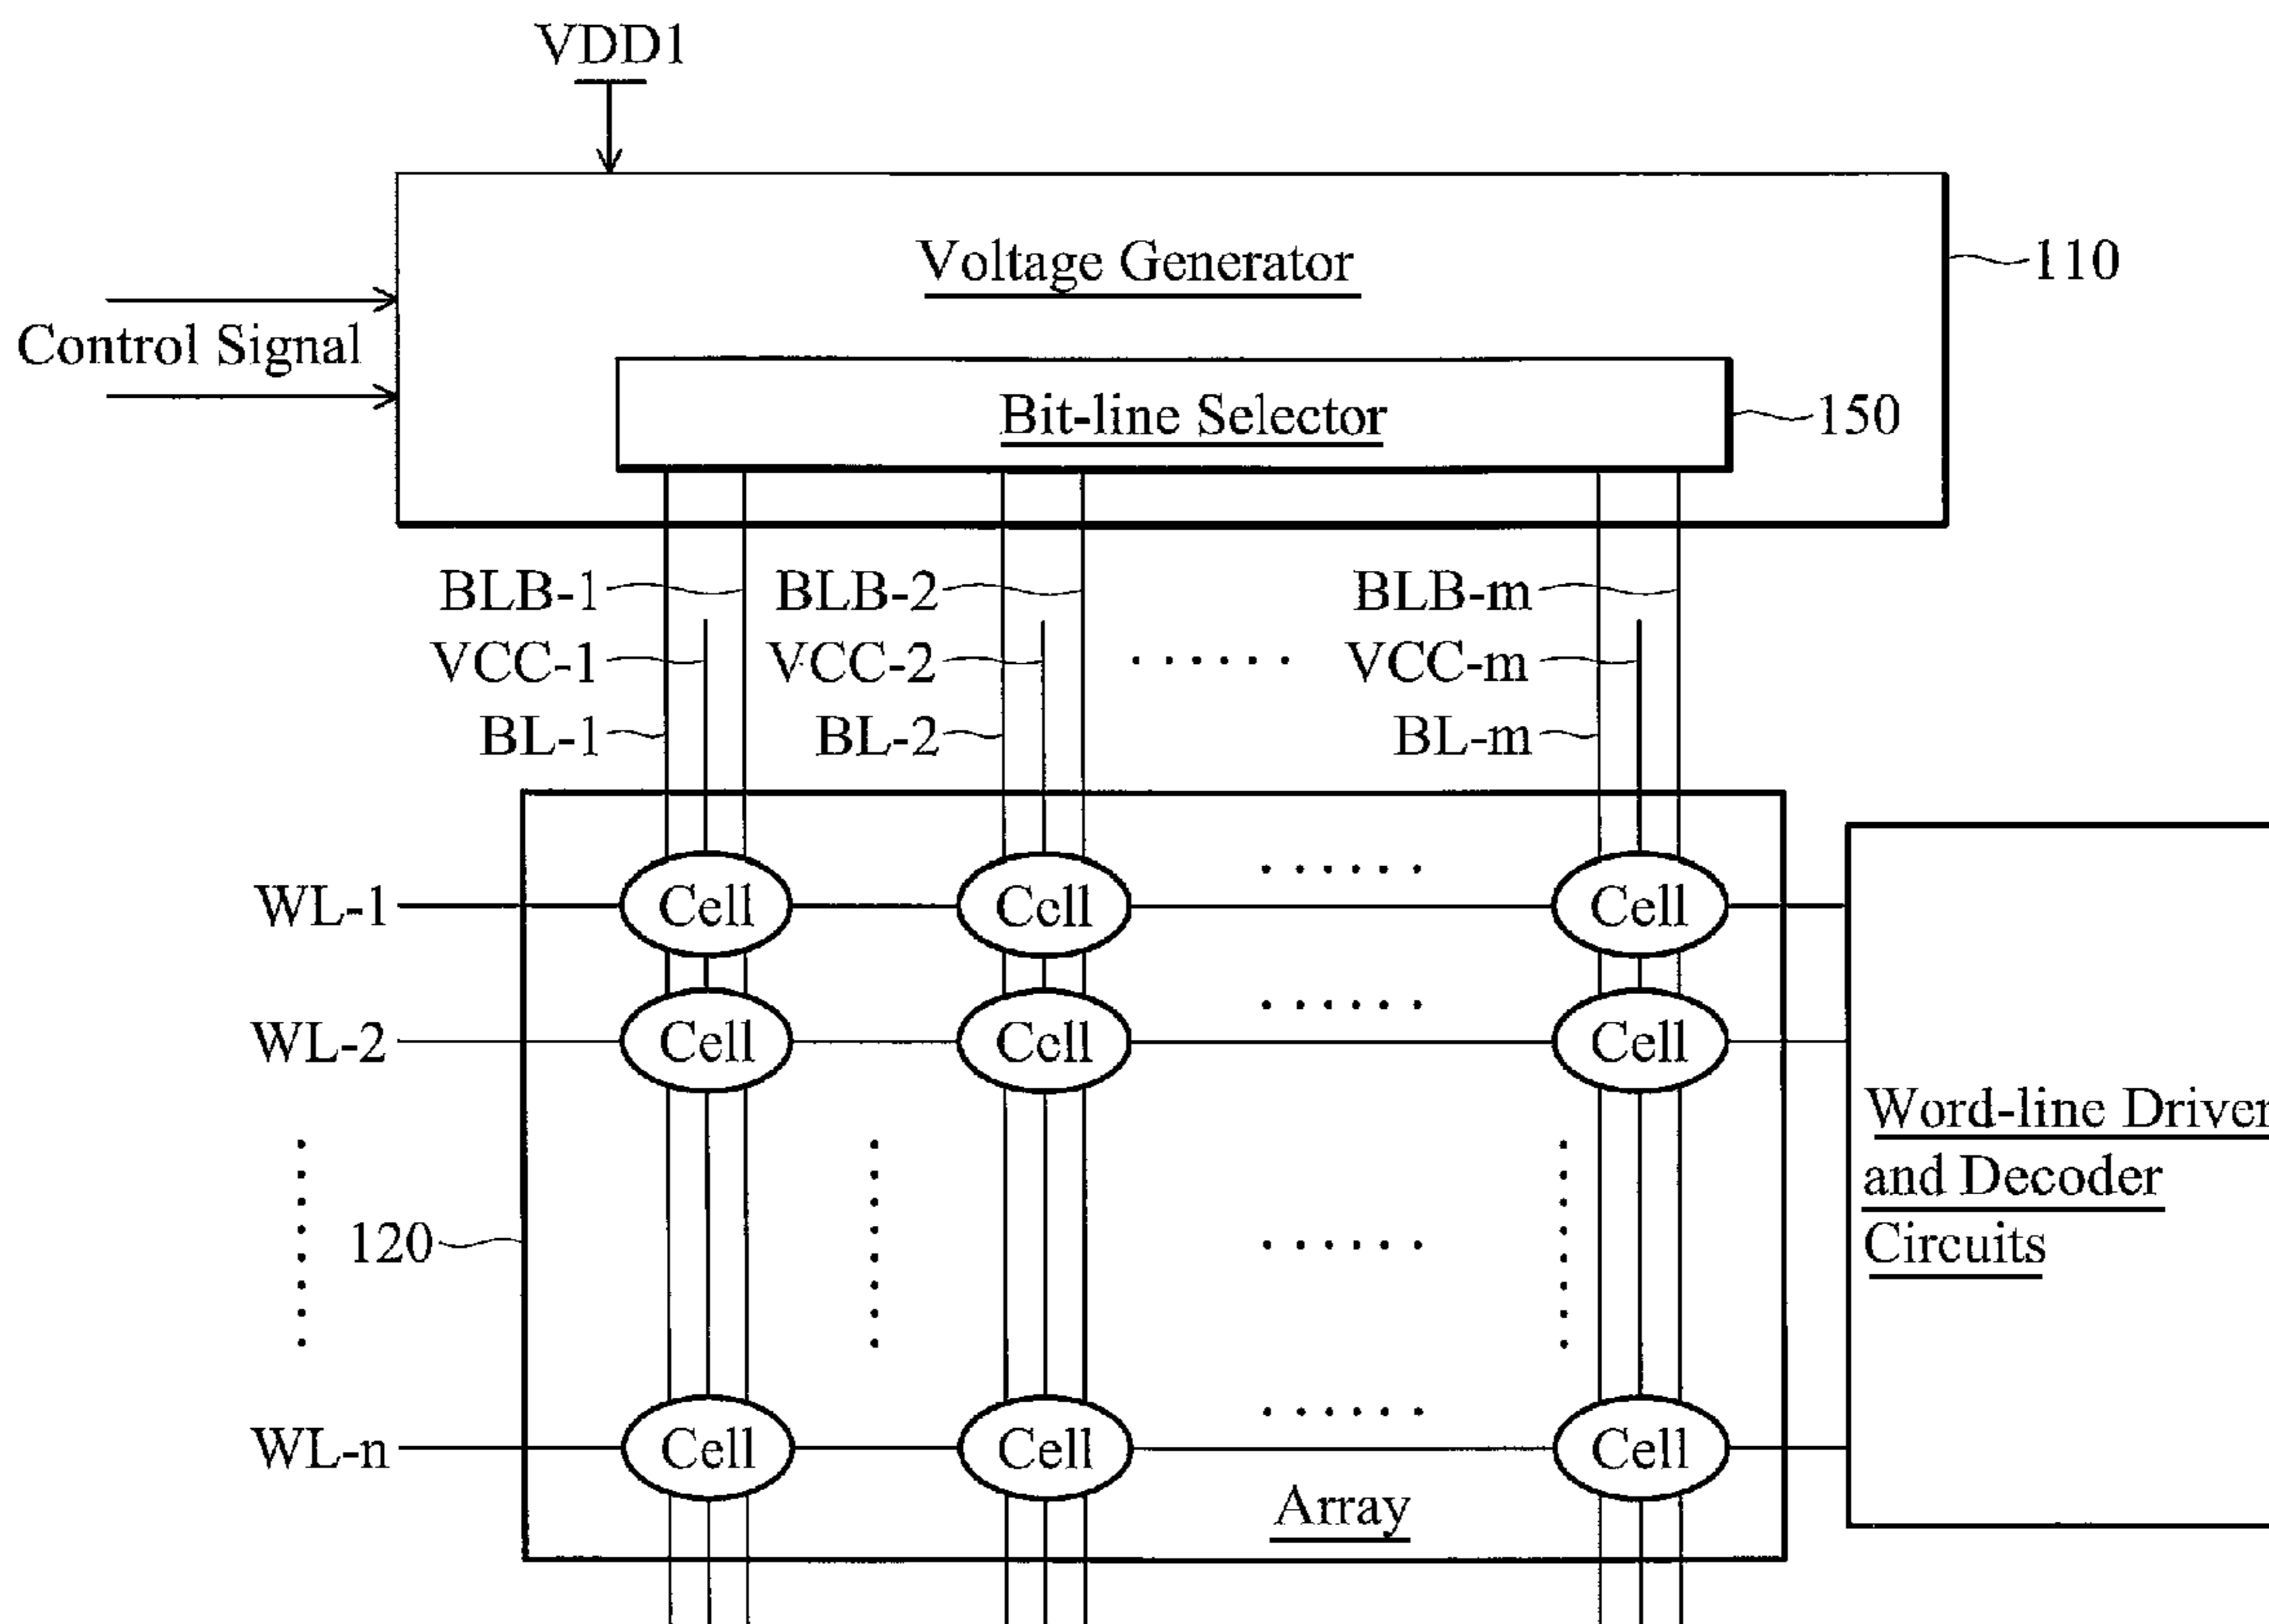 VDD1
Voltage Generator
110
Control Signal
Bit-line Selector
150
BLB-1
BLB-2
BLB-m
VCC-1
VCC-2
......
VCC-m
BL-1
BL-2
BL-m
......
WL-1
Cell
Cell
Cell
......
WL-2
Cell
Cell
Cell
Word-line Driver
and Decoder
Circuits
120
......
......
WL-n
Cell
Cell
Cell
Array